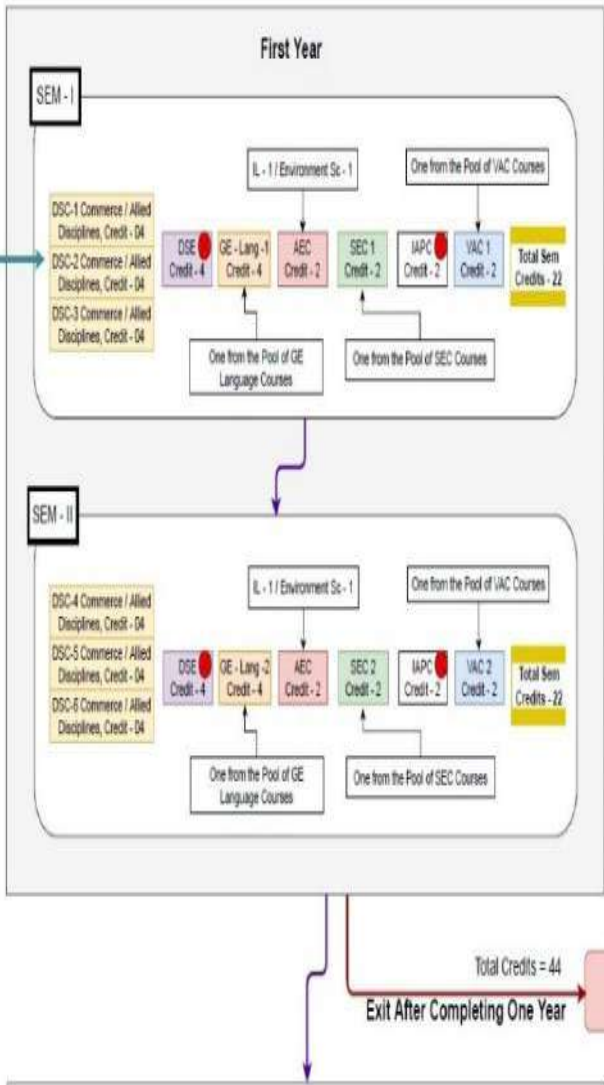 First Year
SEM - I
IL - 1 / Environment Sc - 1
One from the Pool of VAC Courses
DSC-1 Commerce / Allied
Disciplines, Credit - 04
DSC-2 Commerce / Allied
Disciplines, Credit - 04
DSC-3 Commerce / Allied
Disciplines, Credit - 04
DSE
Credit - 4
GE - Lang -1
Credit - 4
AEC
Credit - 2
SEC 1
Credit - 2
IAPC
Credit - 2
VAC 1
Credit - 2
Total Sem
Credits - 22
One from the Pool of GE
Language Courses
One from the Pool of SEC Courses
SEM - II
IL - 1 / Environment Sc - 1
One from the Pool of VAC Courses
DSC-4 Commerce / Allied
Disciplines, Credit - 04
DSC-5 Commerce / Allied
Disciplines, Credit - 04
DSC-6 Commerce / Allied
Disciplines, Credit - 04
DSE
Credit - 4
GE - Lang -2
Credit - 4
AEC
Credit - 2
SEC 2
Credit - 2
IAPC
Credit - 2
VAC 2
Credit - 2
Total Sem
Credits - 22
One from the Pool of GE
Language Courses
One from the Pool of SEC Courses
Total Credits = 44
Exit After Completing One Year